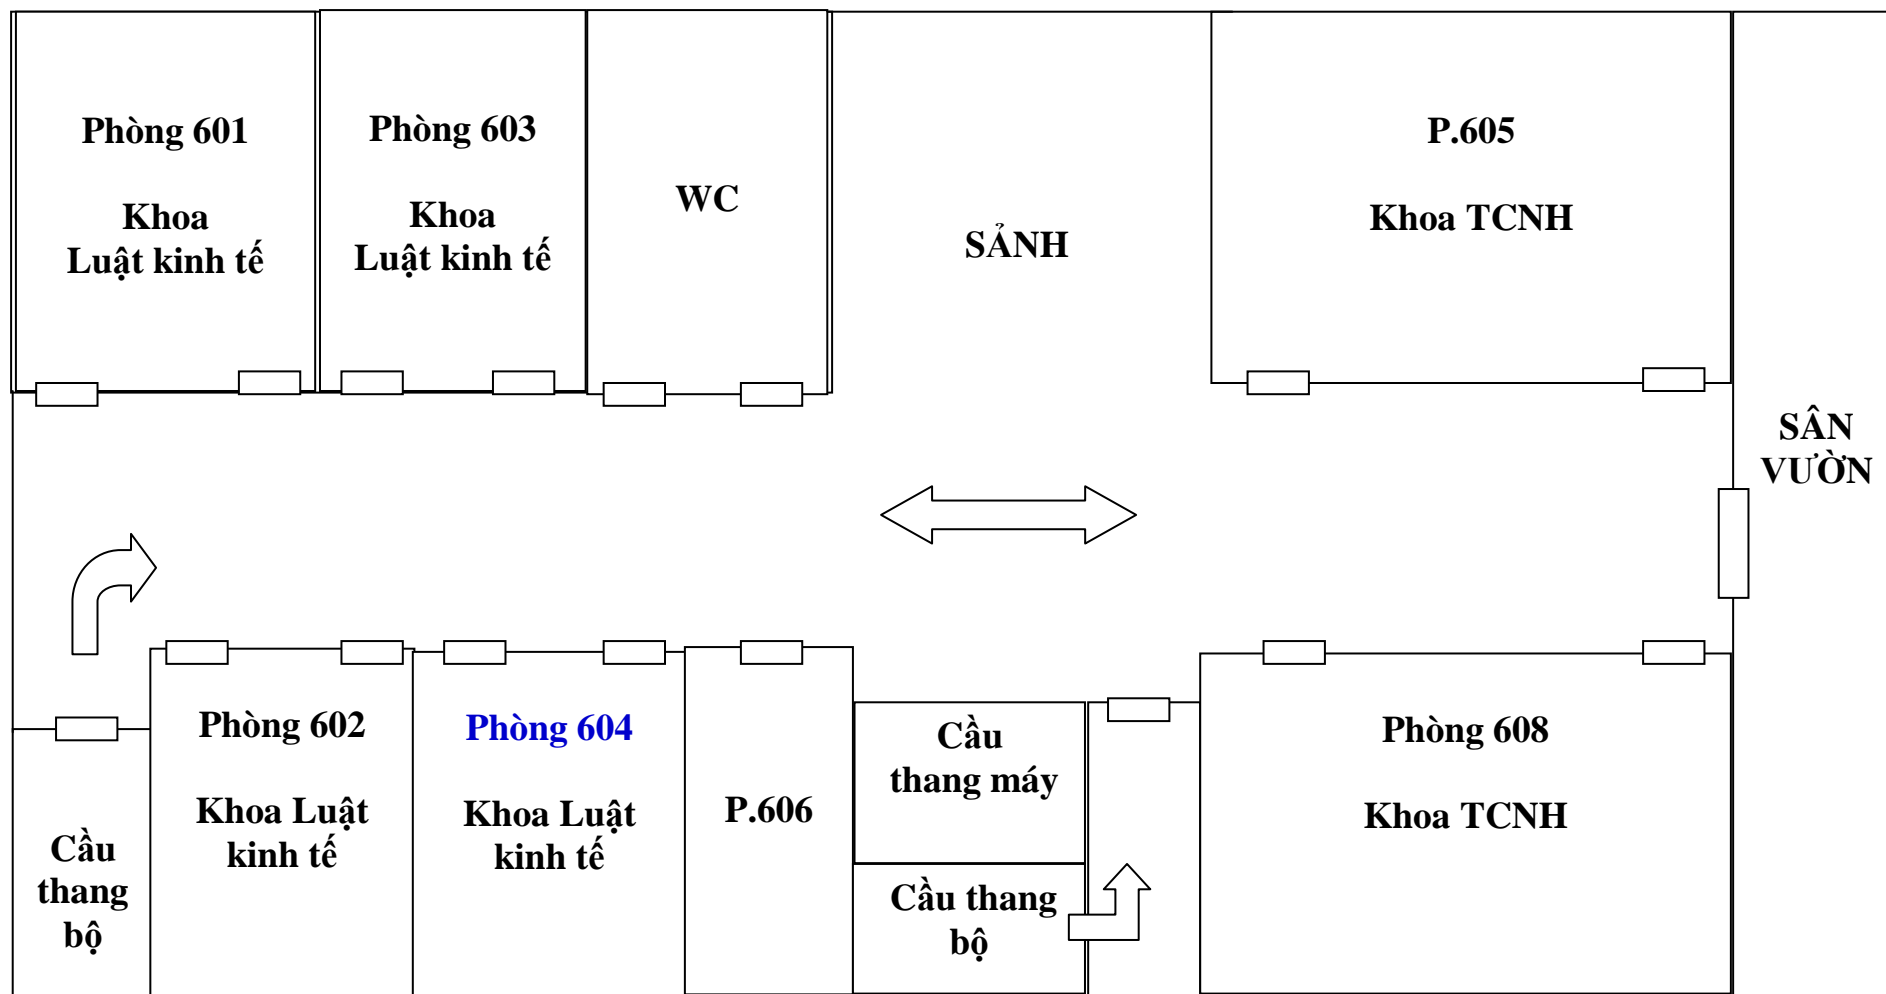 Phòng 601
Khoa
Luật kinh tế
Phòng 603
Khoa
Luật kinh tế
WC
SẢNH
P.605
Khoa TCNH
SÂN
VƯỜN
Cầu
thang
bộ
Phòng 602
Khoa Luật
kinh tế
Phòng 604
Khoa Luật
kinh tế
P.606
Cầu
thang máy
Cầu thang
bộ
Phòng 608
Khoa TCNH